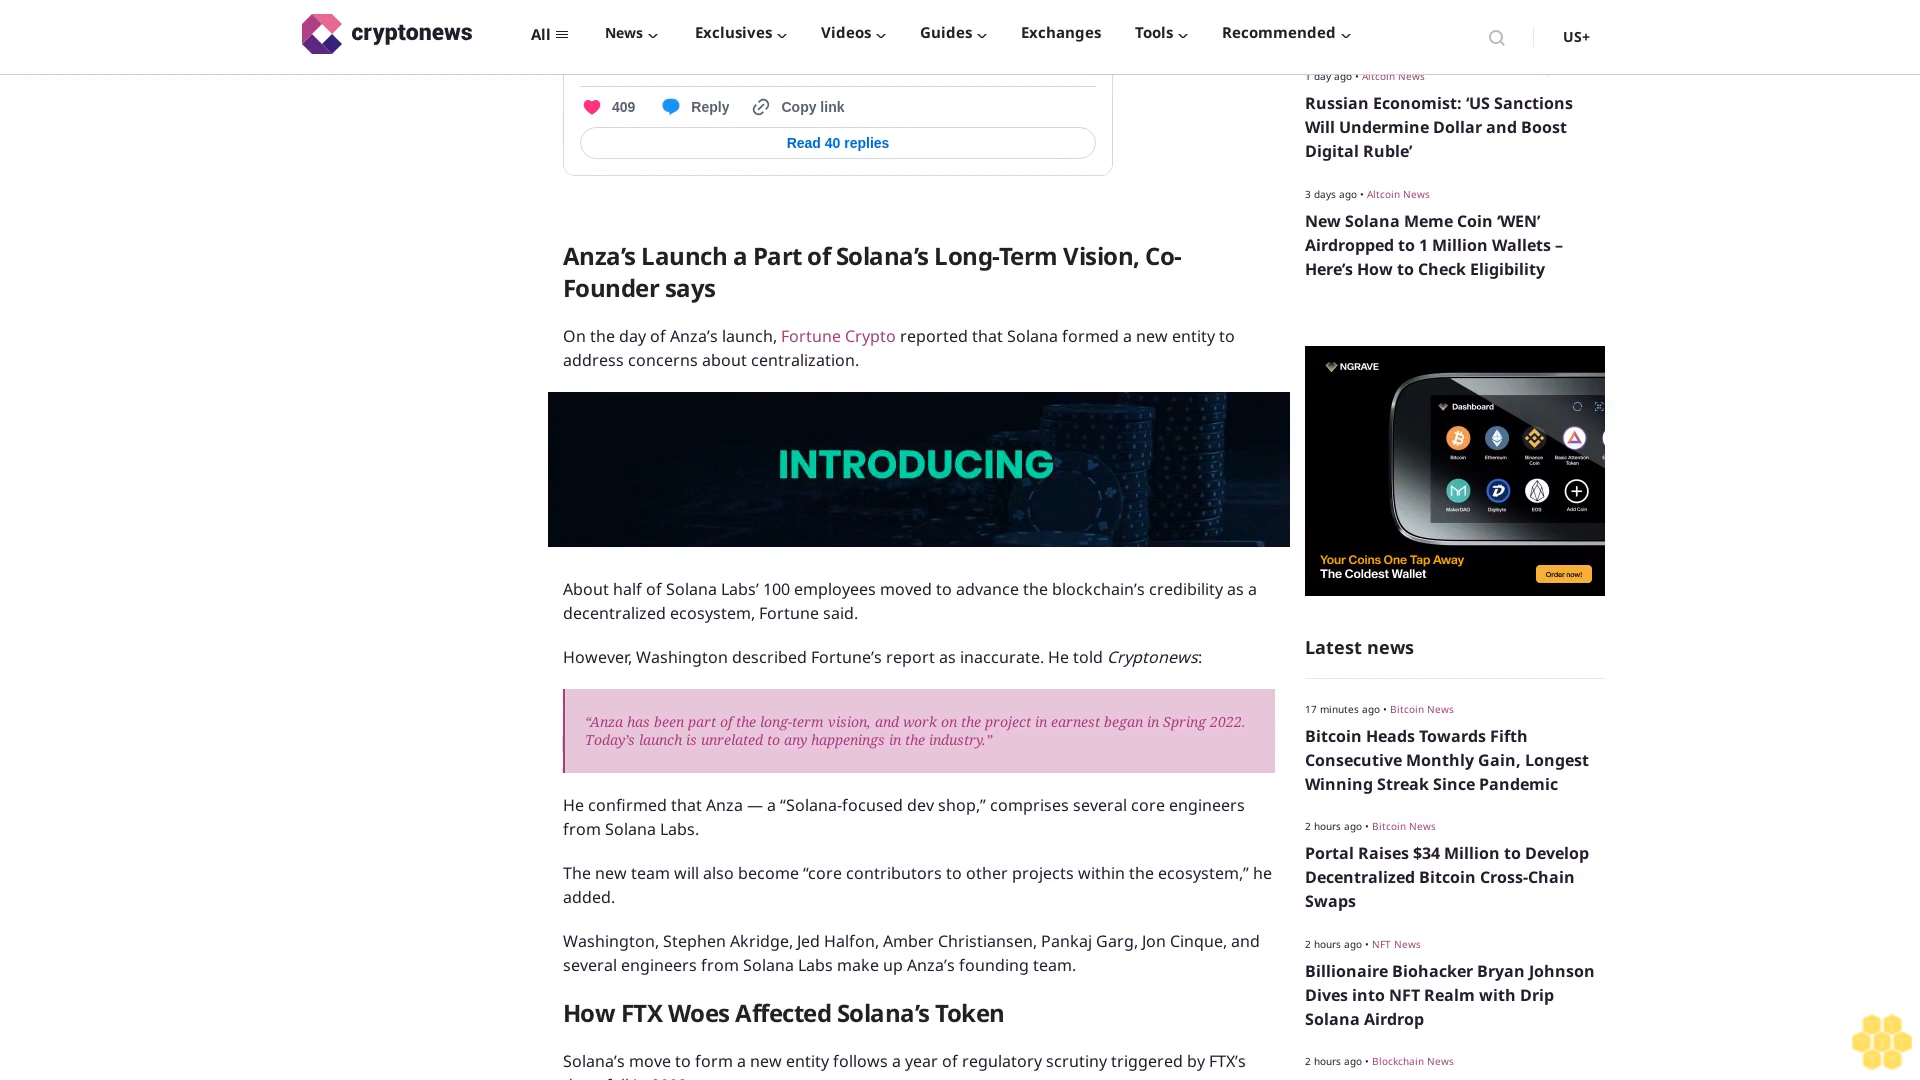 cryptonews
All
News
Exclusives
Videos
Guides
Exchanges
Tools
Recommended
US+
409
Reply
Copy link
Read 40 replies
Anza’s Launch a Part of Solana’s Long-Term Vision, Co-
Founder says
On the day of Anza’s launch, Fortune Crypto reported that Solana formed a new entity to
address concerns about centralization.
INTRODUCING
About half of Solana Labs’ 100 employees moved to advance the blockchain’s credibility as a
decentralized ecosystem, Fortune said.
However, Washington described Fortune’s report as inaccurate. He told Cryptonews:
“Anza has been part of the long-term vision, and work on the project in earnest began in Spring 2022.
Today’s launch is unrelated to any happenings in the industry.”
He confirmed that Anza — a “Solana-focused dev shop,” comprises several core engineers
from Solana Labs.
The new team will also become “core contributors to other projects within the ecosystem,” he
added.
Washington, Stephen Akridge, Jed Halfon, Amber Christiansen, Pankaj Garg, Jon Cinque, and
several engineers from Solana Labs make up Anza’s founding team.
How FTX Woes Affected Solana’s Token
Solana’s move to form a new entity follows a year of regulatory scrutiny triggered by FTX’s
1 day ago • Altcoin News
Russian Economist: ‘US Sanctions
Will Undermine Dollar and Boost
Digital Ruble’
3 days ago • Altcoin News
New Solana Meme Coin ‘WEN’
Airdropped to 1 Million Wallets –
Here’s How to Check Eligibility
NGRAVE
Dashboard
Bitcoin
Ethereum
Binance
Coin
Basic Attention
Token
MakerDAO
Digibyte
EOS
Add Coin
Your Coins One Tap Away
The Coldest Wallet
Order now!
Latest news
17 minutes ago • Bitcoin News
Bitcoin Heads Towards Fifth
Consecutive Monthly Gain, Longest
Winning Streak Since Pandemic
2 hours ago • Bitcoin News
Portal Raises $34 Million to Develop
Decentralized Bitcoin Cross-Chain
Swaps
2 hours ago • NFT News
Billionaire Biohacker Bryan Johnson
Dives into NFT Realm with Drip
Solana Airdrop
2 hours ago • Blockchain News